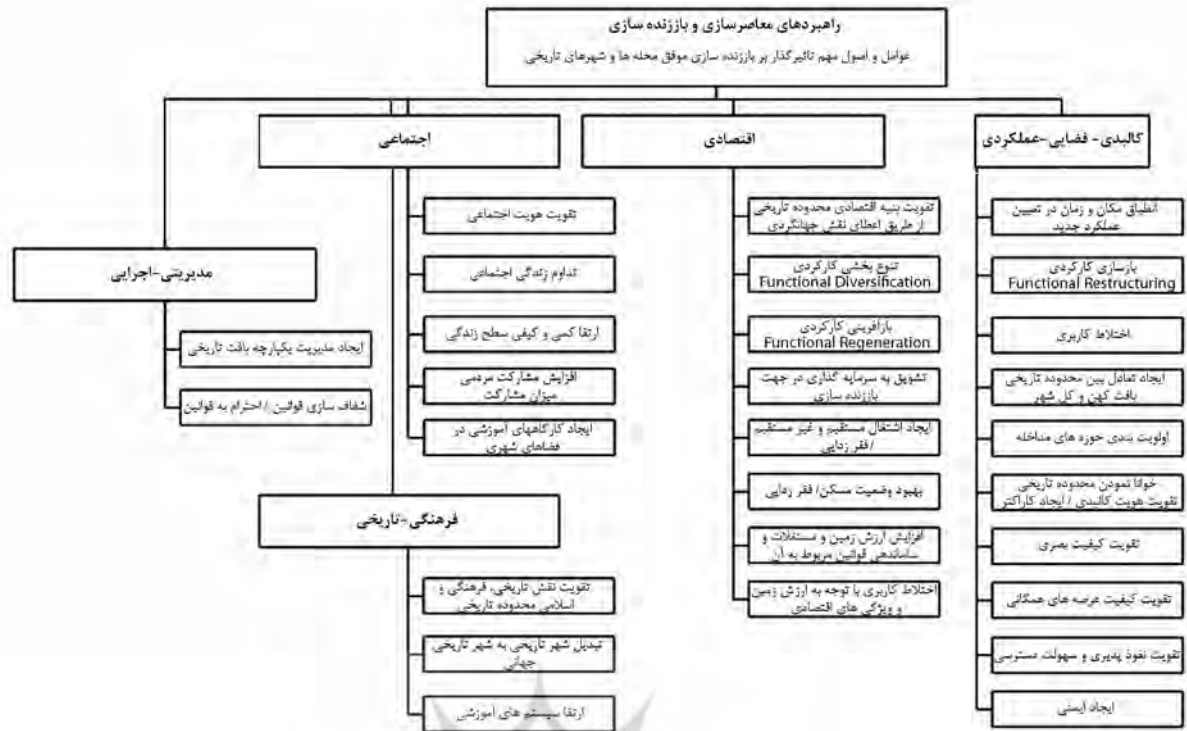 راهبردهای معاصرسازی و باززنده سازی
عوامل و اصول مهم تاثیرگذار بر باززنده سازی موفق محله ها و شهرهای تاریخی
کالبدی- فضایی-عملکردی
انطباق مکان و زمان در تعیین
عملکرد جدید
بازسازی کارکردی
Functional Restructuring
اختلاط کاربری
ایجاد تعادل بین محدوده تاریخی
بافت کهن و کل شهر
اولویت بندی حوزه های مداخله
خوانا نمودن محدوده تاریخی
تقویت هویت کالبدی / ایجاد کاراکتر
تقویت کیفیت بصری
تقویت کیفیت عرصه های همگانی
تقویت نفوذ پذیری و سهولت دسترسی
ایجاد ایمنی
اقتصادی
تقویت بنیه اقتصادی محدوده تاریخی
از طریق اعطای نقش جهانگردی
تنوع بخشی کارکردی
Functional Diversification
بازآفرینی کارکردی
Functional Regeneration
تشویق به سرمایه گذاری در جهت
باززنده سازی
ایجاد اشتغال مستقیم و غیر مستقیم
/فقر زدایی
بهبود وضعیت مسکن/ فقر زدایی
افزایش ارزش زمین و مستغلات و
ساماندهی قوانین مربوط به آن
اختلاط کاربری با توجه به ارزش زمین
و ویژگی های اقتصادی
اجتماعی
تقویت هویت اجتماعی
تداوم زندگی اجتماعی
ارتقا کمی و کیفی سطح زندگی
افزایش مشارکت مردمی
میزان مشارکت
ایجاد کارگاههای آموزشی در
فضاهای شهری
فرهنگی-تاریخی
تقویت نقش تاریخی، فرهنگی و
اسلامی محدوده تاریخی
تبدیل شهر تاریخی به شهر تاریخی
جهانی
ارتقا سیستم های آموزشی
مدیریتی-اجرایی
ایجاد مدیریت یکپارچه بافت تاریخی
شفاف سازی قوانین / احترام به قوانین